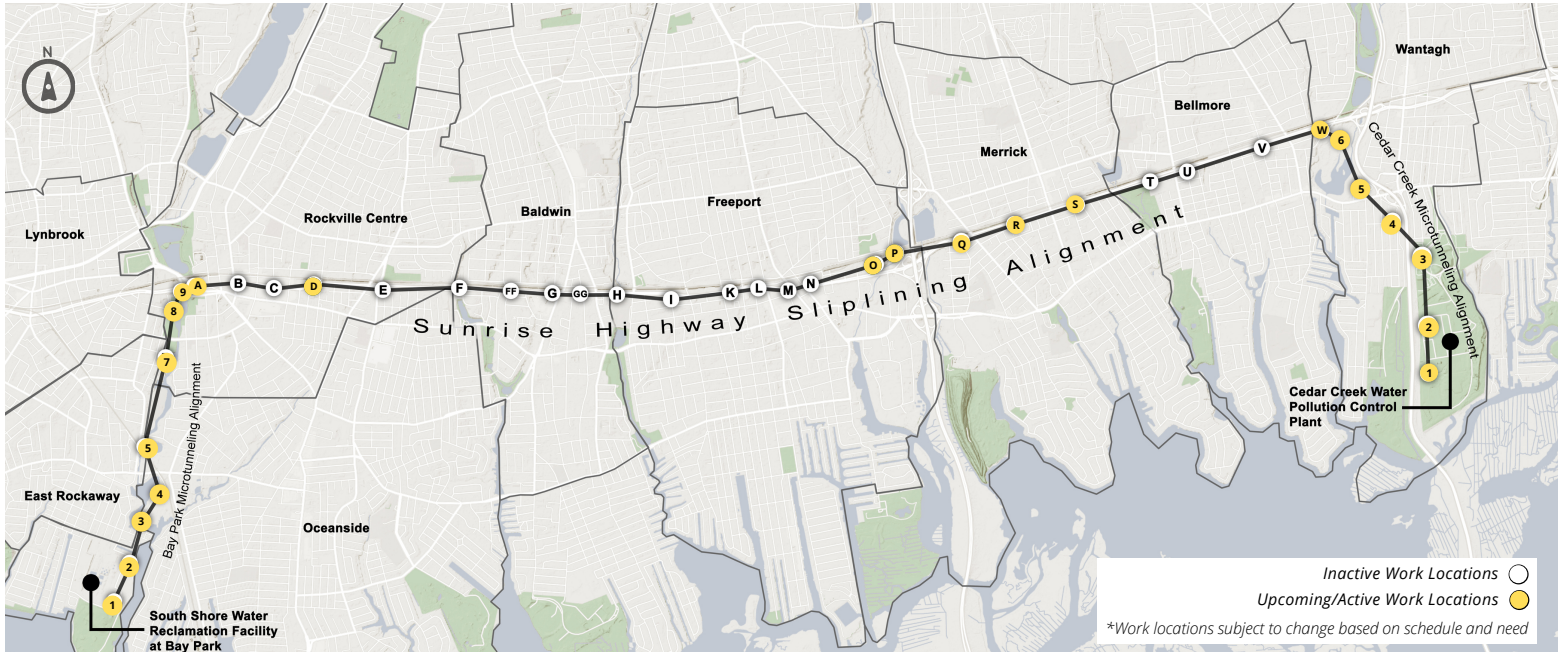 N
Wantagh
Bellmore
W
6
Cedar Creek Microtunneling Alignment
V
Merrick
U
T
5
S
Freeport
Baldwin
Rockville Centre
Lynbrook
R
4
Q
P
O
3
9
A
B
C
D
E
F
FF
G
GG
H
I
K
L
M
N
8
Sunrise Highway Sliplining Alignment
2
7
1
Bay Park Microtunneling Alignment
Cedar Creek Water
Pollution Control
Plant
5
East Rockaway
4
3
Oceanside
2
1
South Shore Water
Reclamation Facility
at Bay Park
Inactive Work Locations
Upcoming/Active Work Locations
*Work locations subject to change based on schedule and need